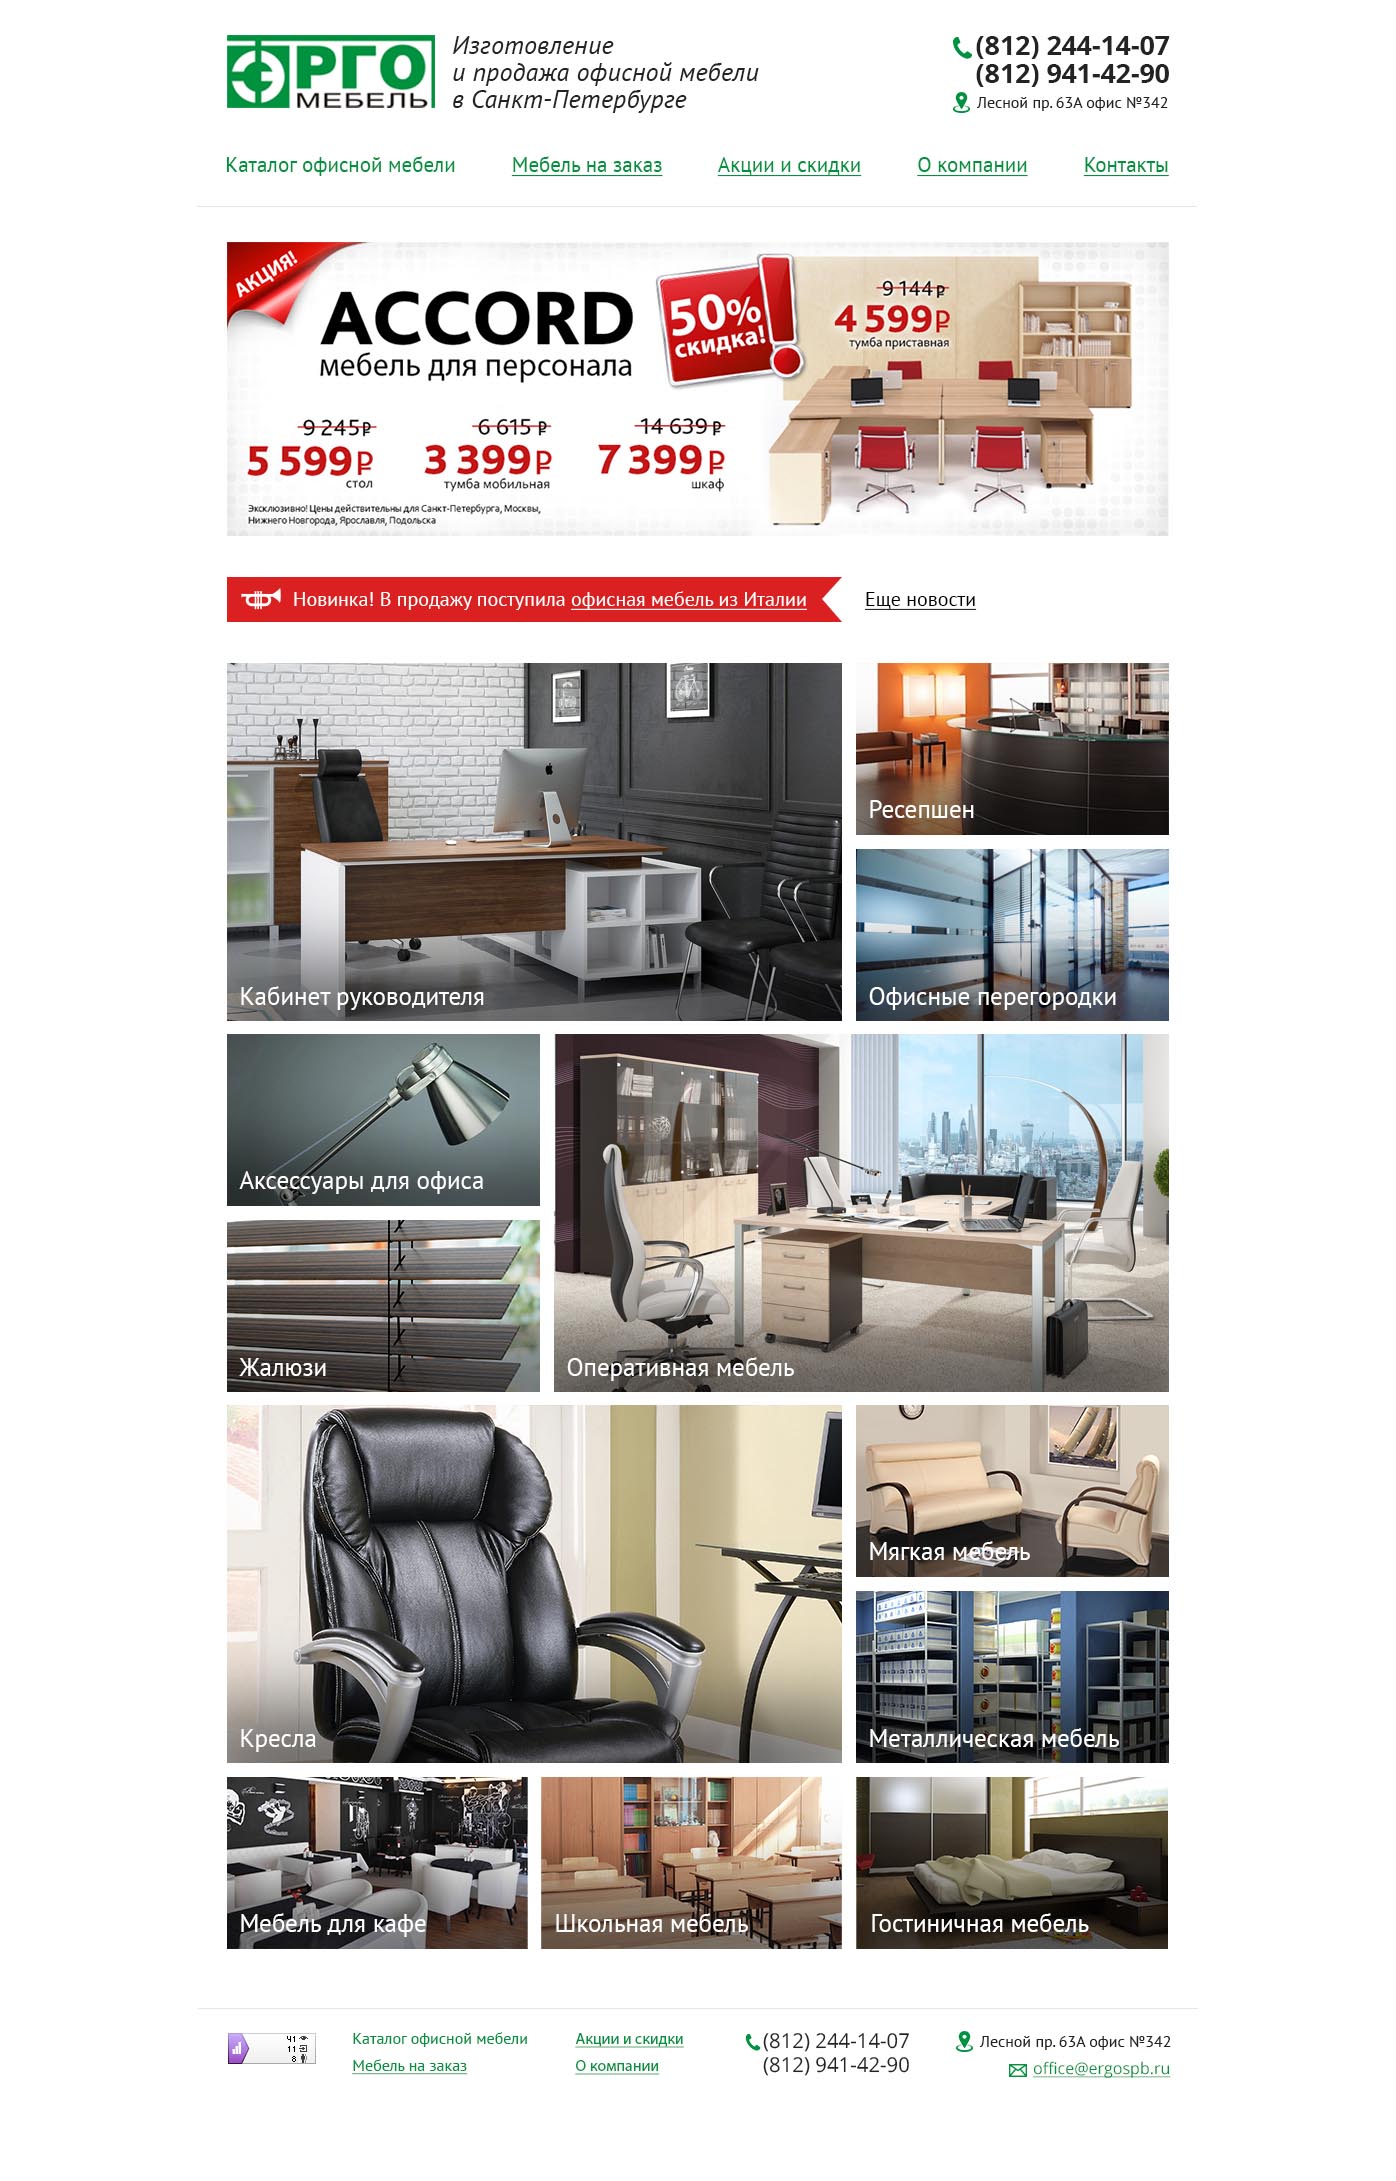 ЭРГО
МЕБЕЛЬ
Изготовление
и продажа офисной мебели
в Санкт-Петербурге
(812) 244-14-07
(812) 941-42-90
Лесной пр. 63А офис №342
Каталог офисной мебели
Мебель на заказ
Акции и скидки
О компании
Контакты
АКЦИЯ!
ACCORD
мебель для персонала
50%
скидка!
9 144₽
4 599₽
тумба приставная
9 245₽
5 599₽
стол
6 615 ₽
3 399₽
тумба мобильная
14 639 ₽
7 399₽
шкаф
Эксклюзивно! Цены действительны для Санкт-Петербурга, Москвы,
Нижнего Новгорода, Ярославля, Подольска
Новинка! В продажу поступила офисная мебель из Италии
Еще новости
Кабинет руководителя
Ресепшен
Офисные перегородки
Аксессуары для офиса
Жалюзи
Оперативная мебель
Кресла
Мягкая мебель
Металлическая мебель
Мебель для кафе
Школьная мебель
Гостиничная мебель
41
11
8
Каталог офисной мебели
Мебель на заказ
Акции и скидки
О компании
(812) 244-14-07
(812) 941-42-90
Лесной пр. 63А офис №342
office@ergospb.ru